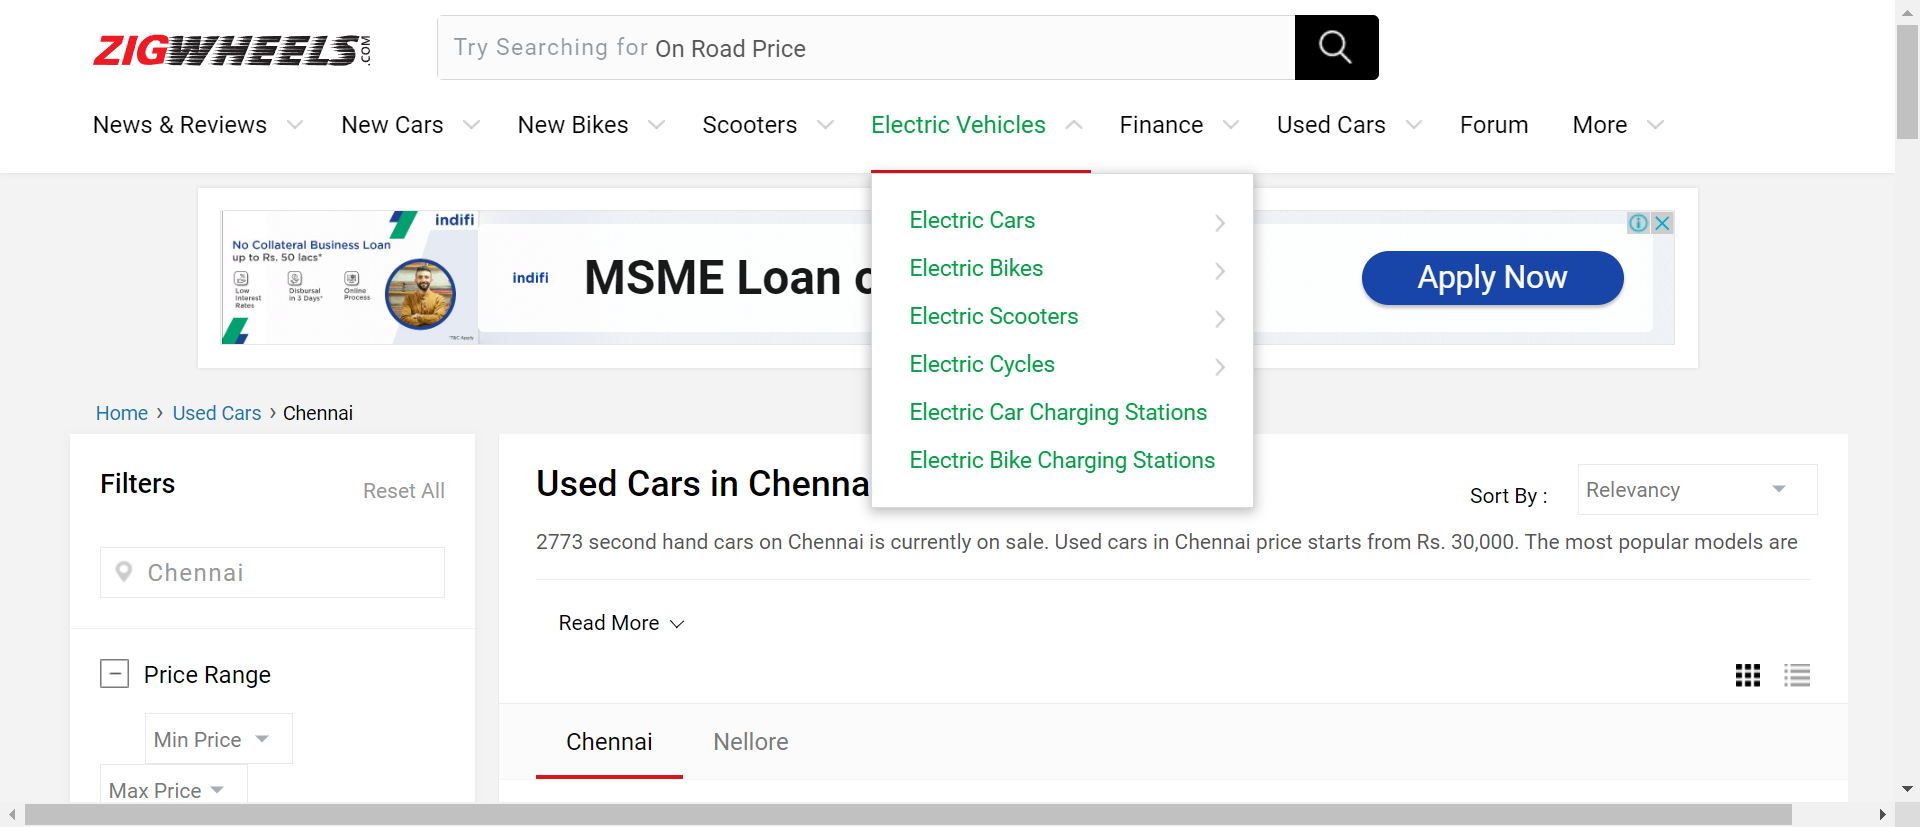 ZIGWHEELS.COM
Try Searching for On Road Price
News & Reviews New Cars New Bikes Scooters Electric Vehicles Finance Used Cars Forum More
Electric Cars
Electric Bikes
Electric Scooters
Electric Cycles
Electric Car Charging Stations
Electric Bike Charging Stations
indifi
No Collateral Business Loan
up to Rs. 50 lacs*
Low
Interest
Rates
Disbursal
in 3 Days*
Online
Process
*T&C Apply
indifi
MSME Loan
Apply Now
Home › Used Cars › Chennai
Filters
Reset All
Chennai
Price Range
Min Price
Max Price
Used Cars in Chenna
Sort By :
Relevancy
2773 second hand cars on Chennai is currently on sale. Used cars in Chennai price starts from Rs. 30,000. The most popular models are
Read More
Chennai Nellore